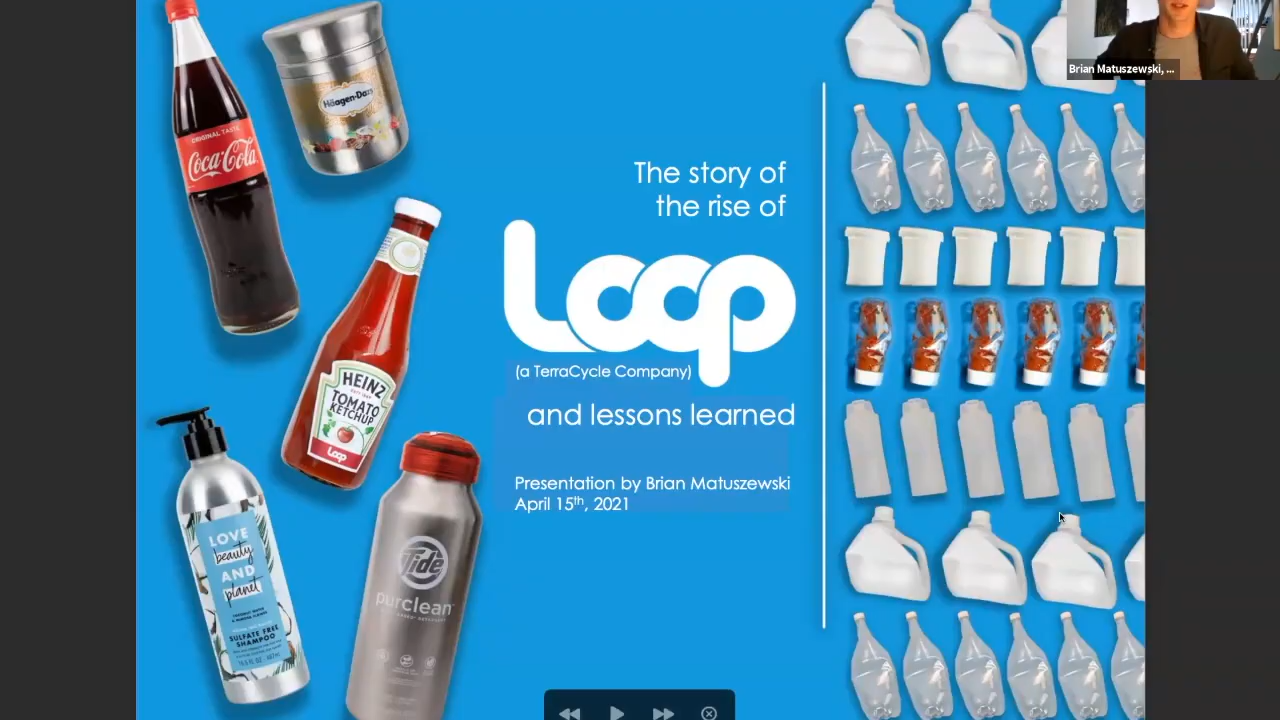 ORIGINAL TASTE
Coca-Cola
Häagen-Dazs
HEINZ
TOMATO
KETCHUP
Loop
LOVE
beauty
AND
planet
SULFATE FREE
SHAMPOO
Tide
purclean
The story of
the rise of
Loop
(a TerraCycle Company)
and lessons learned
Presentation by Brian Matuszewski
April 15th, 2021
Brian Matuszewski, ...